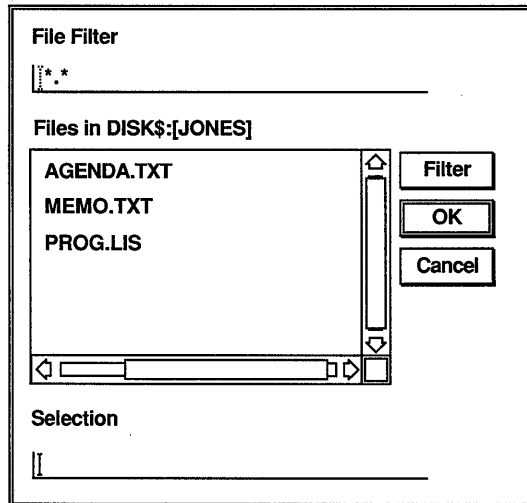 File Filter
*.*
Files in DISK$:[JONES]
AGENDA.TXT
MEMO.TXT
PROG.LIS
Filter
OK
Cancel
Selection